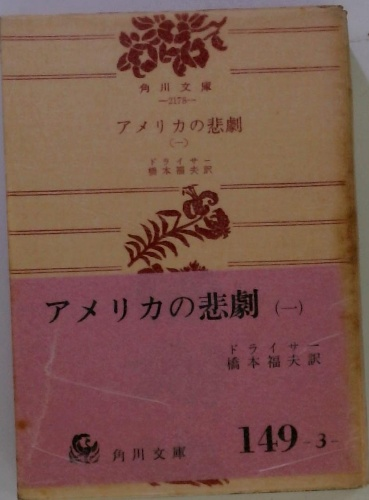 角川文庫
—2178—
アメリカの悲劇
(一)
ドライサー
橋本福夫訳
アメリカの悲劇 (一)
ドライサー
橋本福夫訳
角川文庫
149-3-